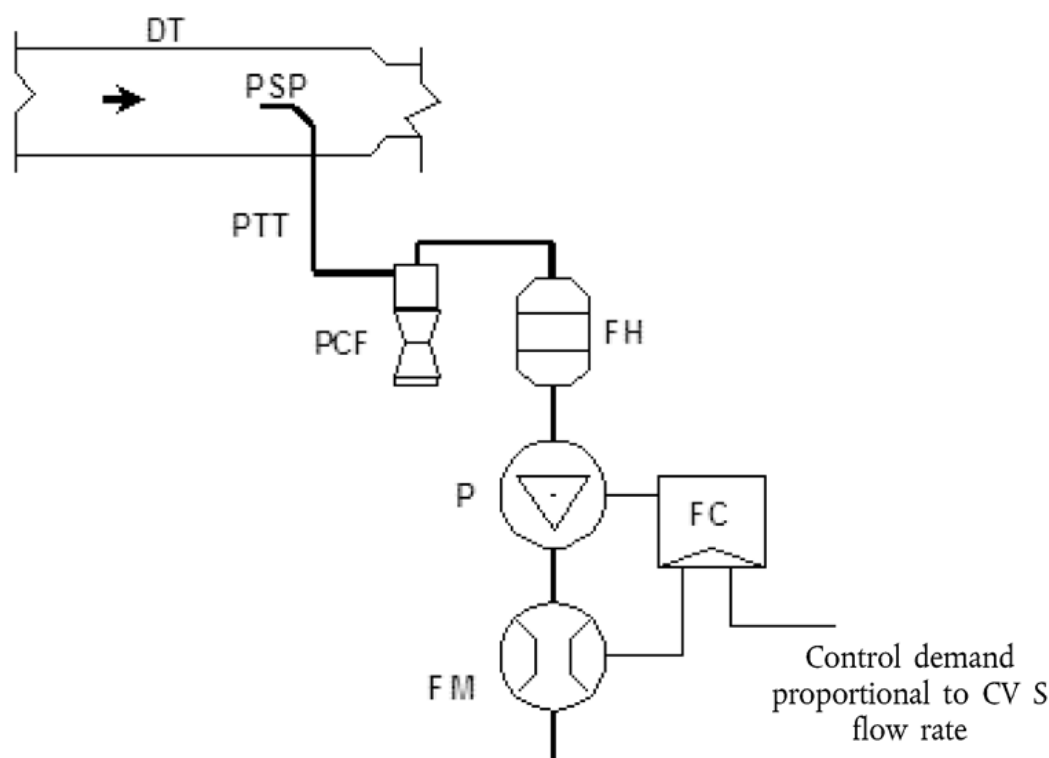 DT
PSP
PTT
PCF
FH
P
FC
FM
Control demand
proportional to CV S
flow rate